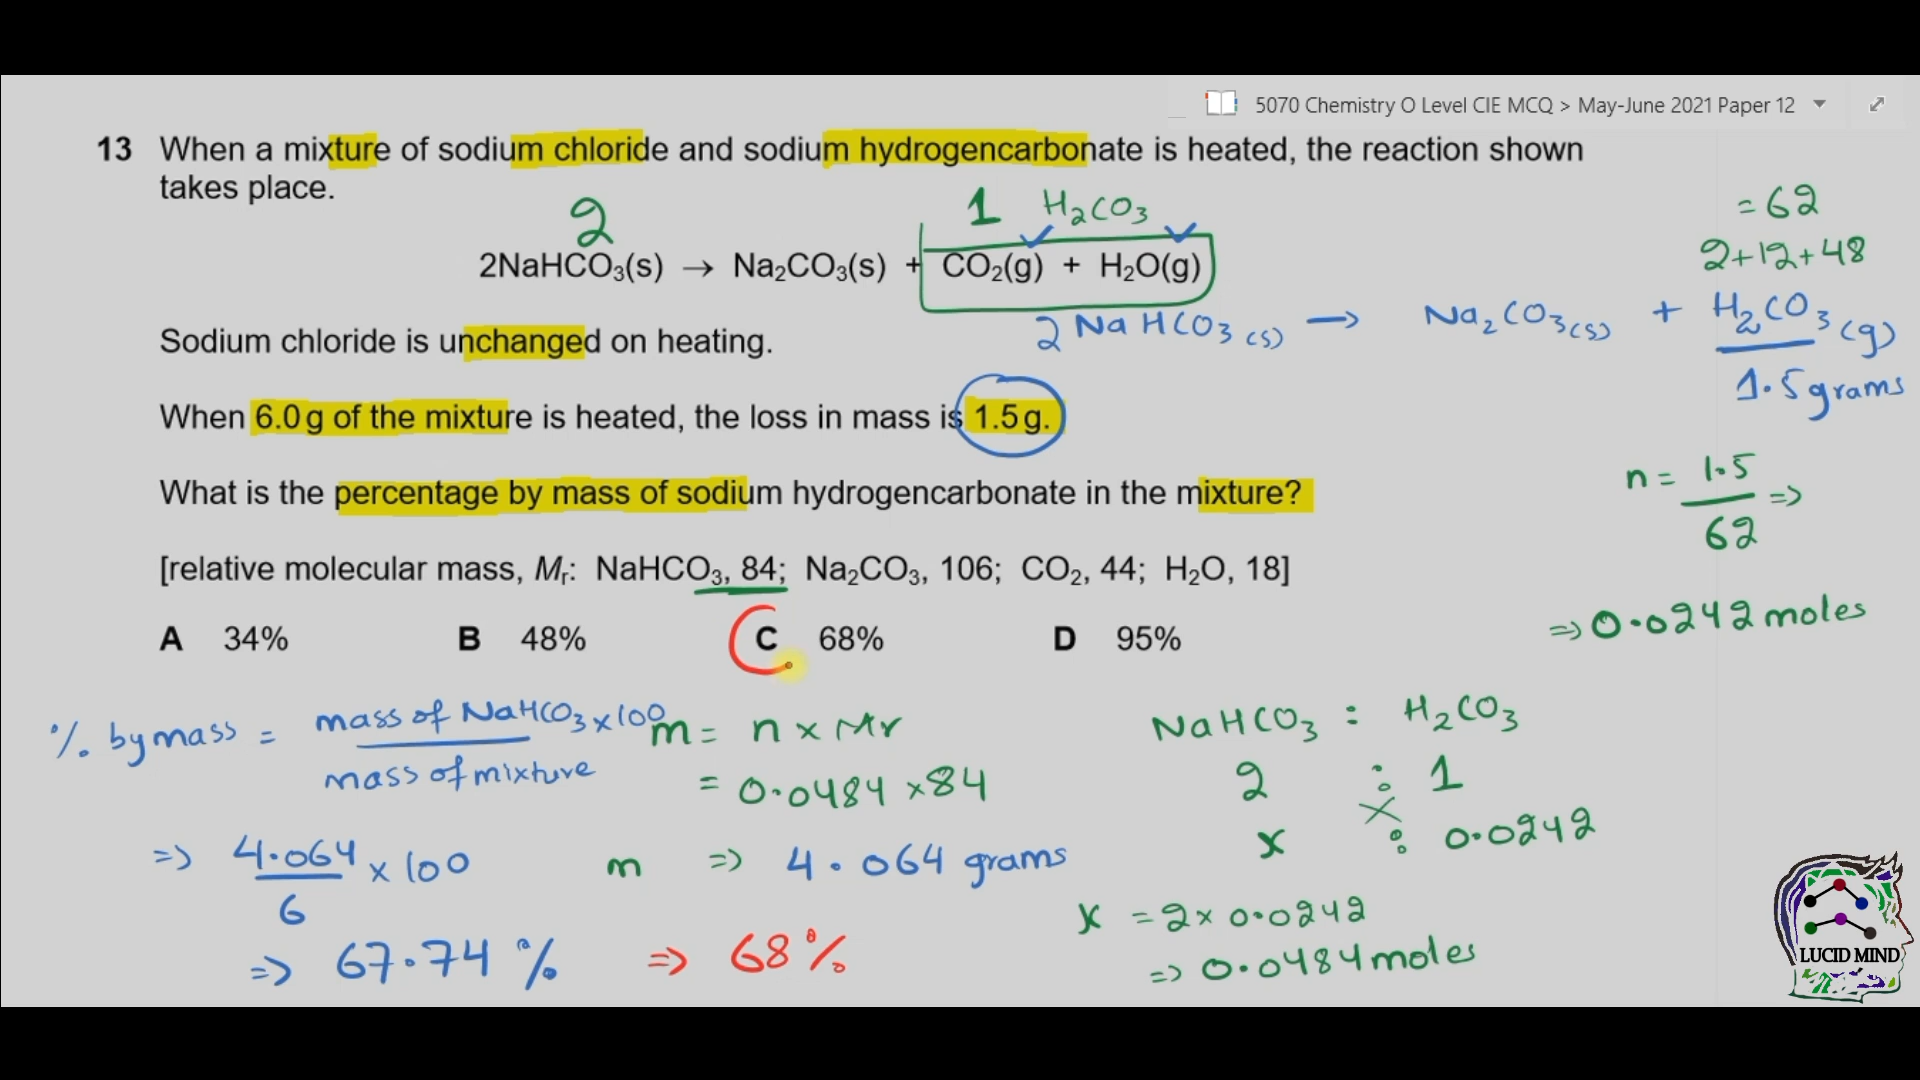 5070 Chemistry O Level CIE MCQ > May-June 2021 Paper 12
13 When a mixture of sodium chloride and sodium hydrogencarbonate is heated, the reaction shown
takes place.
2
1 H₂CO₃
= 62
2+12+48
2NaHCO₃(s) → Na₂CO₃(s) + CO₂(g) + H₂O(g)
2 NaHCO₃ (s) → Na₂CO₃(s) + H₂CO₃ (g)
1.5 grams
Sodium chloride is unchanged on heating.
When 6.0 g of the mixture is heated, the loss in mass is 1.5 g.
What is the percentage by mass of sodium hydrogencarbonate in the mixture?
n = 1.5 =>
62
=> 0.0242 moles
[relative molecular mass, Mr: NaHCO₃, 84; Na₂CO₃, 106; CO₂, 44; H₂O, 18]
A 34% B 48% C 68% D 95%
% by mass = mass of NaHCO₃ x 100
mass of mixture
=> 4.064 x 100
6
=> 67.74 %
=> 68%
m = n x Mr
= 0.0484 x 84
m => 4.064 grams
NaHCO₃ : H₂CO₃
2 : 1
x : 0.0242
x = 2 x 0.0242
=> 0.0484 moles
LUCID MIND